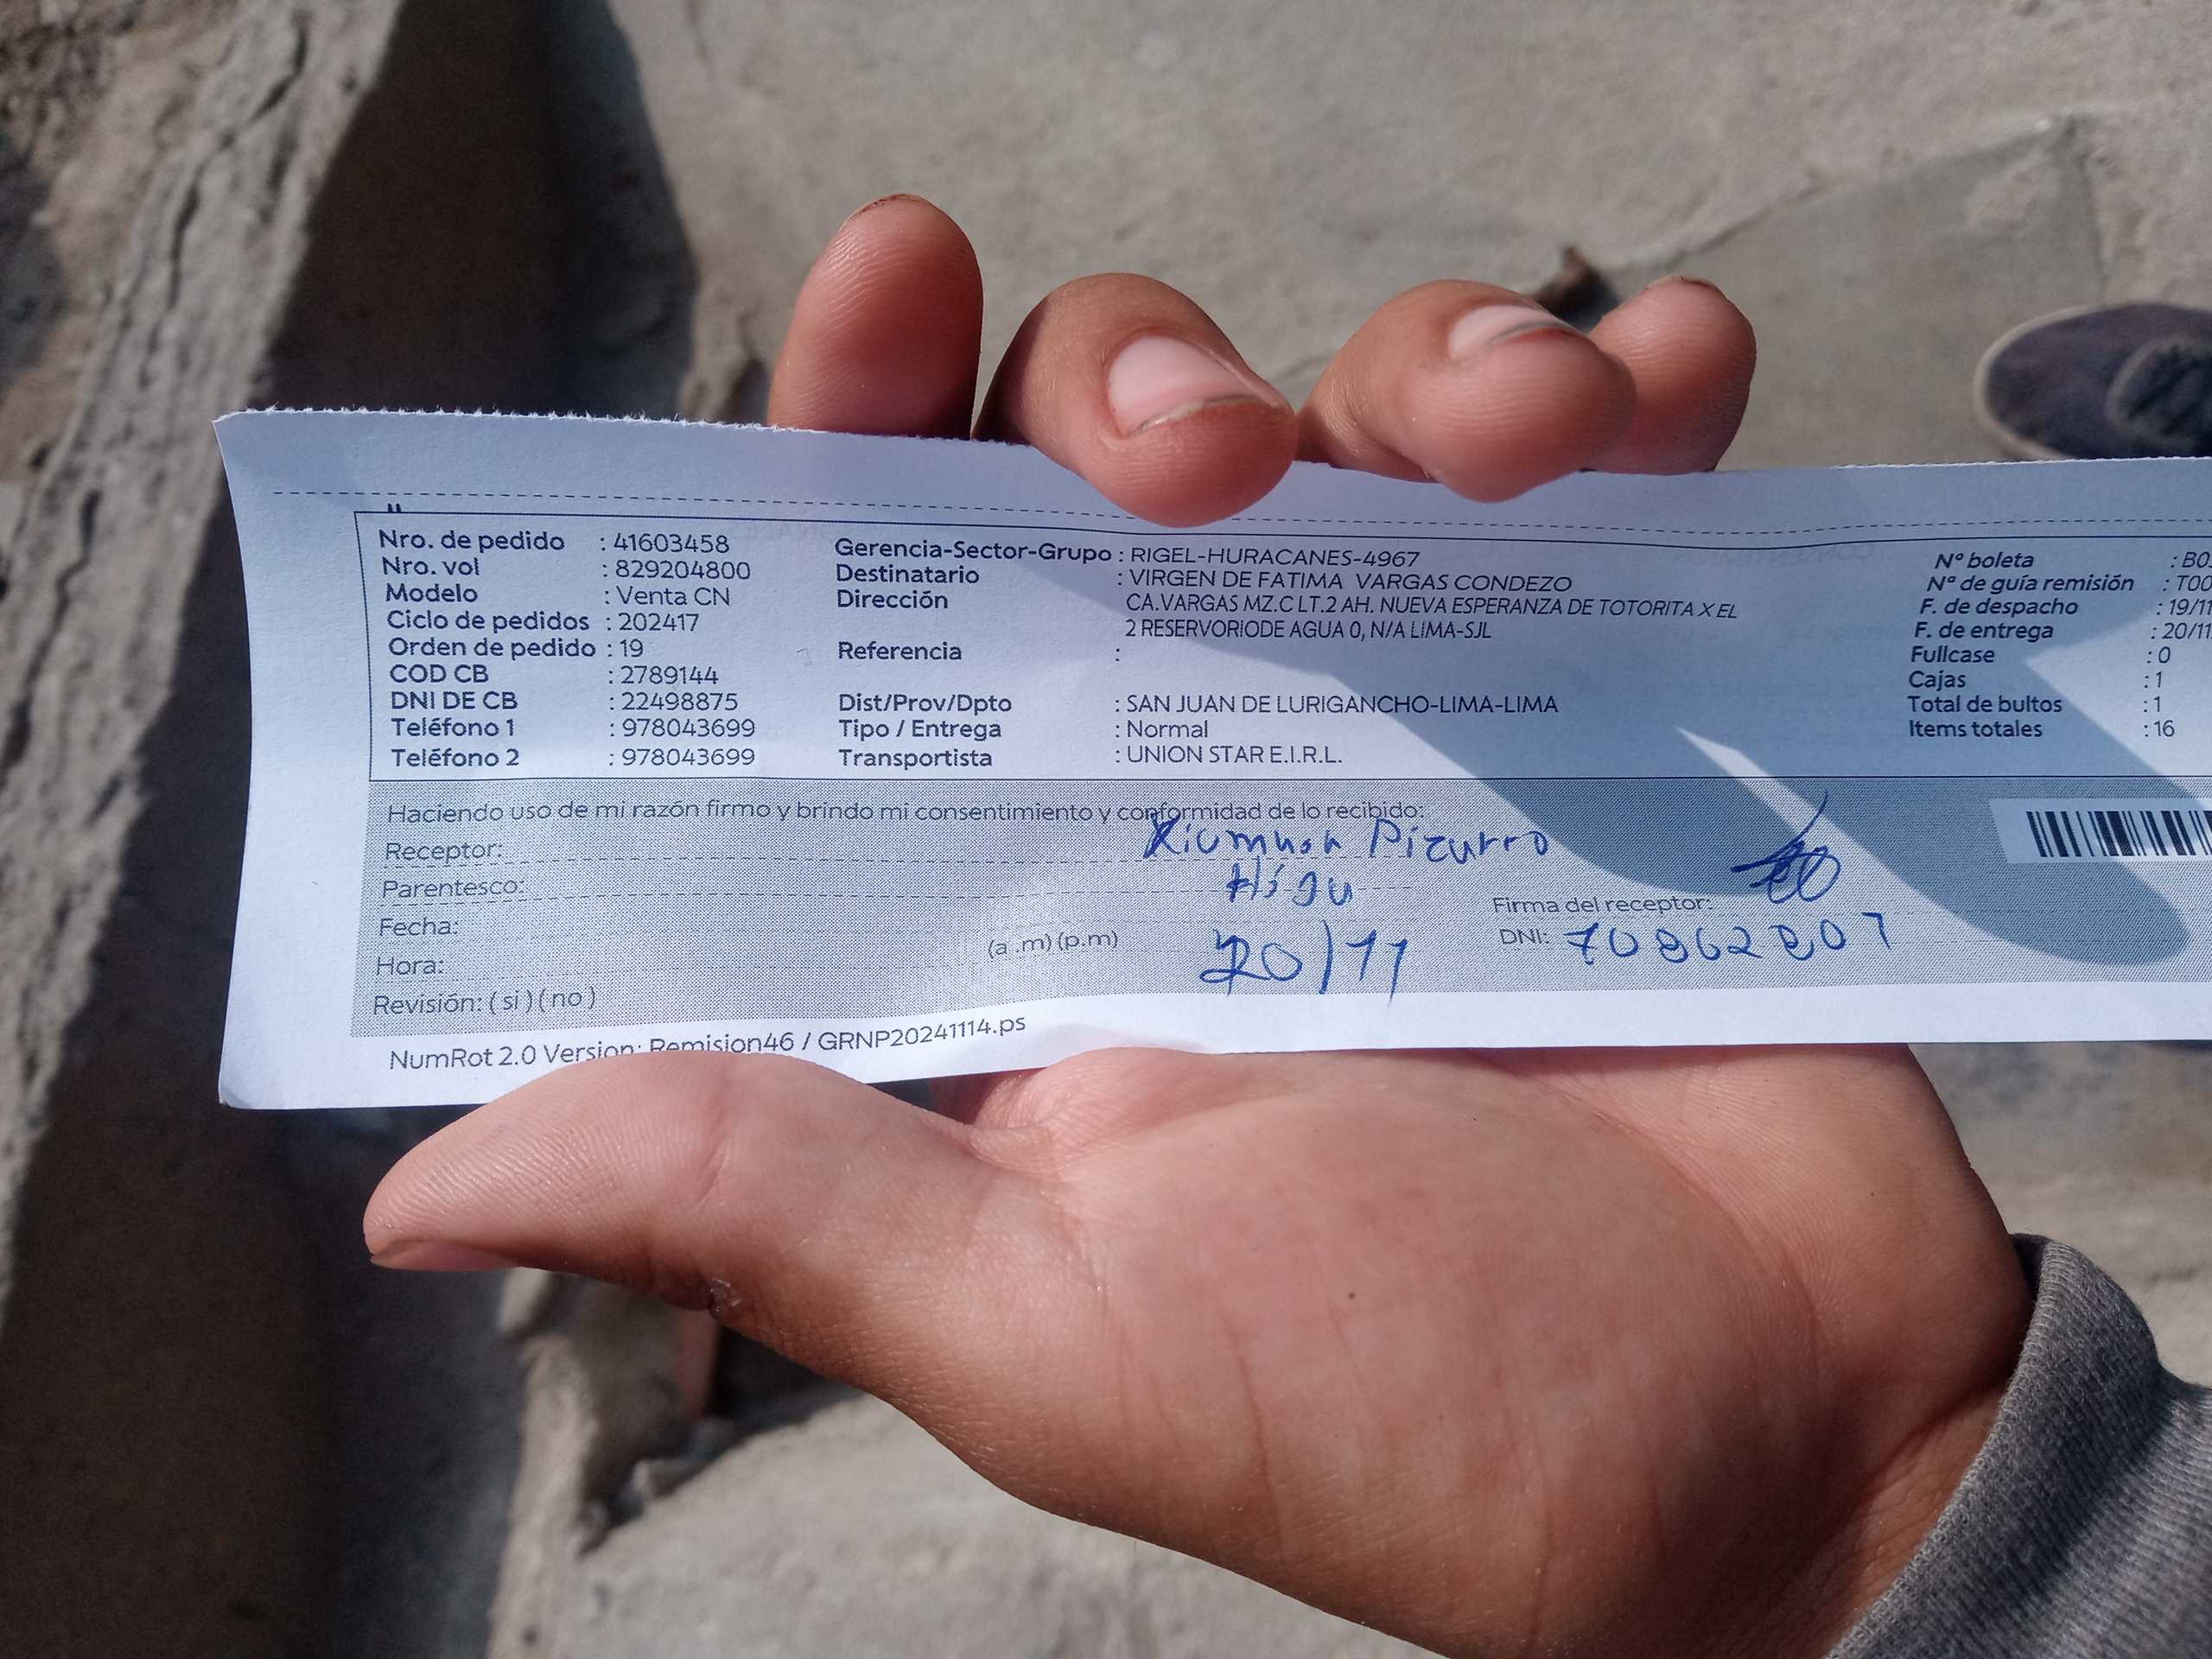 Nro. de pedido : 41603458
Nro. vol : 829204800
Modelo : Venta CN
Ciclo de pedidos : 202417
Orden de pedido : 19
COD CB : 2789144
DNI DE CB : 22498875
Teléfono 1 : 978043699
Teléfono 2 : 978043699
Gerencia-Sector-Grupo : RIGEL-HURACANES-4967
Destinatario : VIRGEN DE FATIMA VARGAS CONDEZO
Dirección CA.VARGAS MZ.C LT.2 AH. NUEVA ESPERANZA DE TOTORITA X EL
2 RESERVORIODE AGUA 0, N/A LIMA-SJL
Referencia :
Dist/Prov/Dpto : SAN JUAN DE LURIGANCHO-LIMA-LIMA
Tipo / Entrega : Normal
Transportista : UNION STAR E.I.R.L.
Nº boleta : B0
Nº de guía remisión : T00
F. de despacho : 19/11
F. de entrega : 20/11
Fullcase : 0
Cajas : 1
Total de bultos : 1
Items totales : 16
Haciendo uso de mi razón firmo y brindo mi consentimiento y conformidad de lo recibido:
Receptor: Pizurro
Parentesco: Higu
Fecha: 20/11
Hora: (a .m) (p.m)
Revisión: ( si ) ( no )
Firma del receptor:
DNI:
NumRot 2.0 Version: Remision46 / GRNP20241114.ps